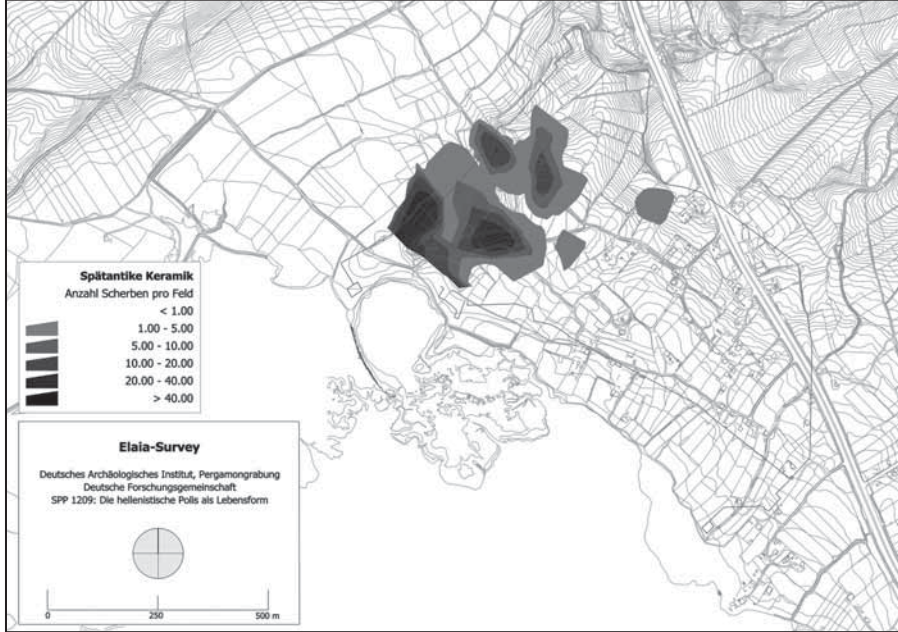 Spätantike Keramik
Anzahl Scherben pro Feld
< 1.00
1.00 - 5.00
5.00 - 10.00
10.00 - 20.00
20.00 - 40.00
> 40.00
Elaia-Survey
Deutsches Archäologisches Institut, Pergamongrabung
Deutsche Forschungsgemeinschaft
SPP 1209: Die hellenistische Polis als Lebensform
0 250 500 m